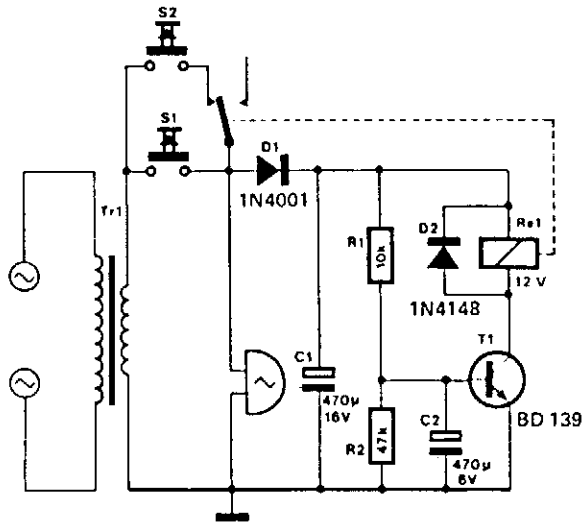 S2
S1
D1
1N4001
Tr1
R1
10k
D2
1N4148
Re1
12 V
T1
BD 139
C1
470µ
16V
R2
47k
C2
470µ
6V